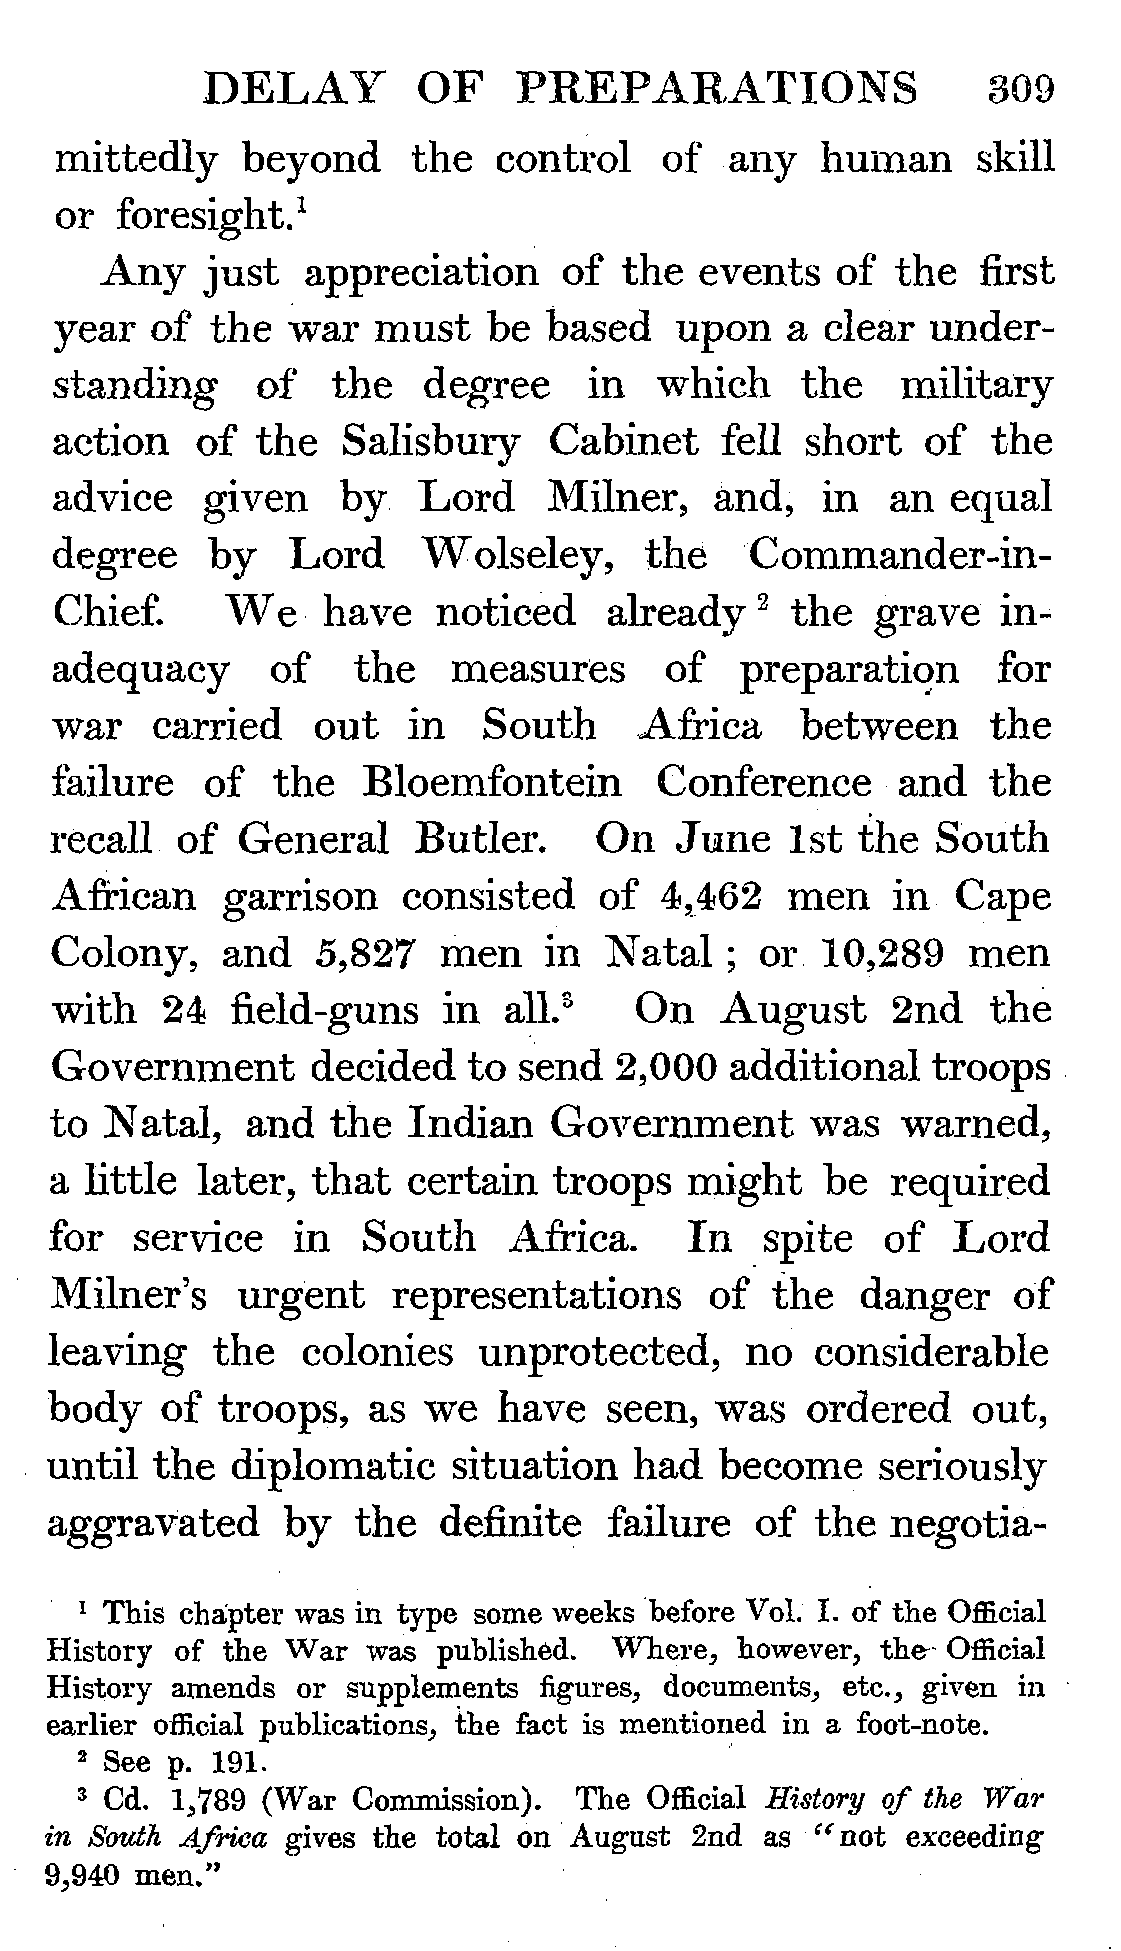 DELAY OF PREPARATIONS 309
mittedly beyond the control of any human skill
or foresight.¹
Any just appreciation of the events of the first
year of the war must be based upon a clear under-
standing of the degree in which the military
action of the Salisbury Cabinet fell short of the
advice given by Lord Milner, and, in an equal
degree by Lord Wolseley, the Commander-in-
Chief. We have noticed already ² the grave in-
adequacy of the measures of preparation for
war carried out in South Africa between the
failure of the Bloemfontein Conference and the
recall of General Butler. On June 1st the South
African garrison consisted of 4,462 men in Cape
Colony, and 5,827 men in Natal ; or 10,289 men
with 24 field-guns in all.³ On August 2nd the
Government decided to send 2,000 additional troops
to Natal, and the Indian Government was warned,
a little later, that certain troops might be required
for service in South Africa. In spite of Lord
Milner's urgent representations of the danger of
leaving the colonies unprotected, no considerable
body of troops, as we have seen, was ordered out,
until the diplomatic situation had become seriously
aggravated by the definite failure of the negotia-
¹ This chapter was in type some weeks before Vol. I. of the Official
History of the War was published. Where, however, the Official
History amends or supplements figures, documents, etc., given in
earlier official publications, the fact is mentioned in a foot-note.
² See p. 191.
³ Cd. 1,789 (War Commission). The Official History of the War
in South Africa gives the total on August 2nd as "not exceeding
9,940 men."